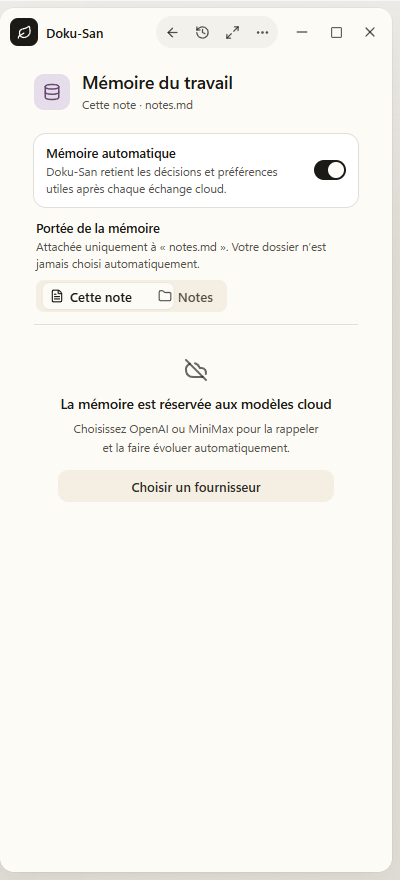 Doku-San
Mémoire du travail
Cette note · notes.md
Mémoire automatique
Doku-San retient les décisions et préférences
utiles après chaque échange cloud.
Portée de la mémoire
Attachée uniquement à « notes.md ». Votre dossier n’est
jamais choisi automatiquement.
Cette note Notes
La mémoire est réservée aux modèles cloud
Choisissez OpenAI ou MiniMax pour la rappeler
et la faire évoluer automatiquement.
Choisir un fournisseur